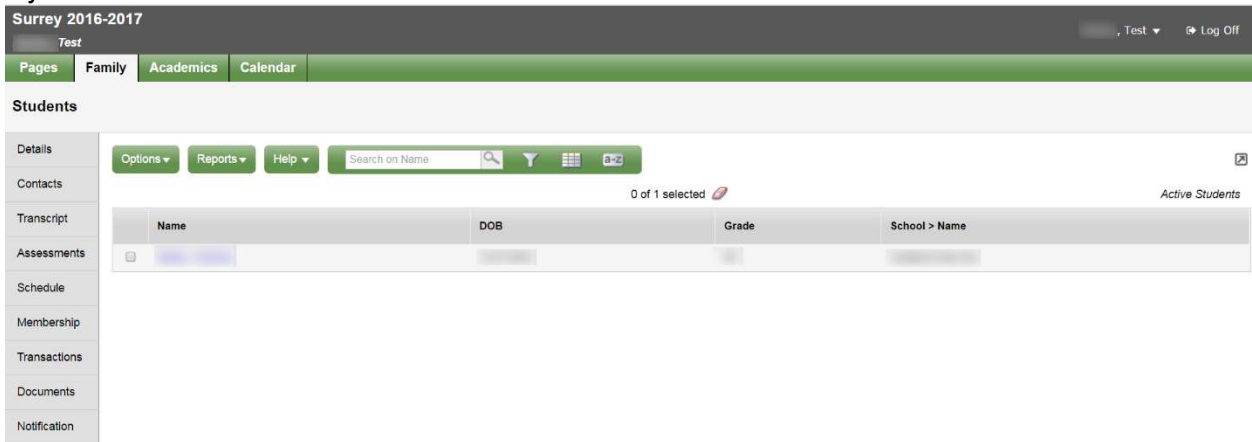 Surrey 2016-2017
Test
, Test Log Off
Pages Family Academics Calendar
Students
Details
Contacts
Transcript
Assessments
Schedule
Membership
Transactions
Documents
Notification
Options Reports Help Search on Name a-z
0 of 1 selected
Active Students
Name DOB Grade School > Name